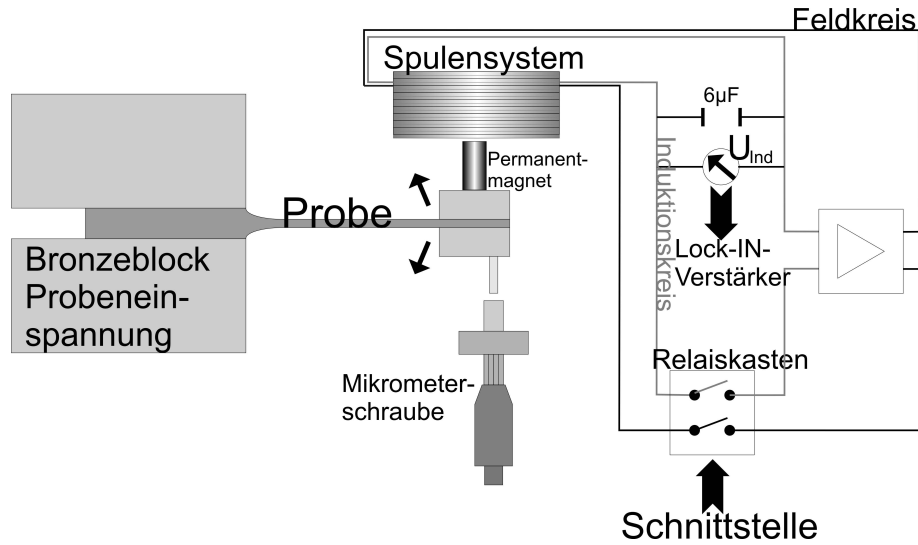 Feldkreis
Spulensystem
6µF
U Ind
Permanent-
magnet
Induktionskreis
Probe
Lock-IN-
Verstärker
Bronzeblock
Probenein-
spannung
Relaiskasten
Mikrometer-
schraube
Schnittstelle